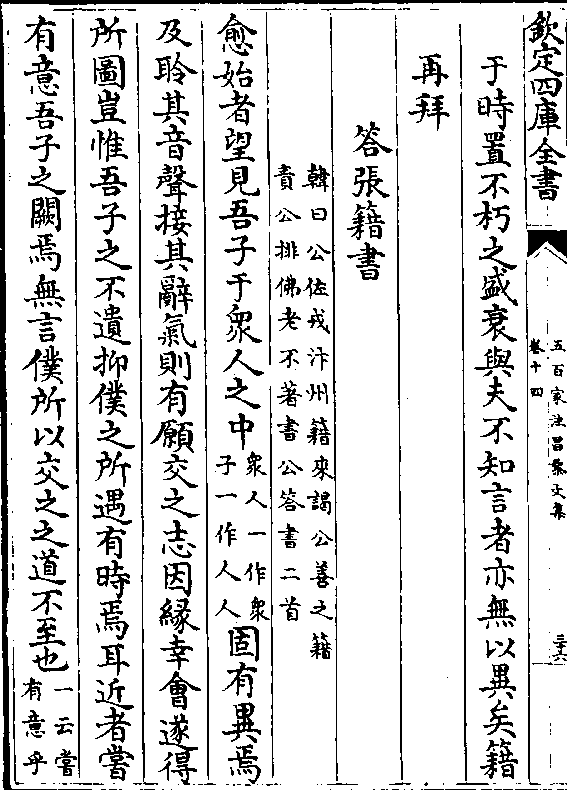 欽定四庫全書
五百家注昌黎文集
卷十四
三十六
于時置不朽之盛衰與夫不知言者亦無以異矣籍
再拜
答張籍書
韓曰公佐戎汴州籍來謁公善之籍
責公排佛老不著書公答書二首
愈始者望見吾子于衆人之中
衆人一作衆
子一作人人
固有異焉
及聆其音聲接其辭氣則有願交之志因緣幸會遂得
所圖豈惟吾子之不遺抑僕之所遇有時焉耳近者嘗
有意吾子之闕焉無言僕所以交之之道不至也
一云嘗
有意乎